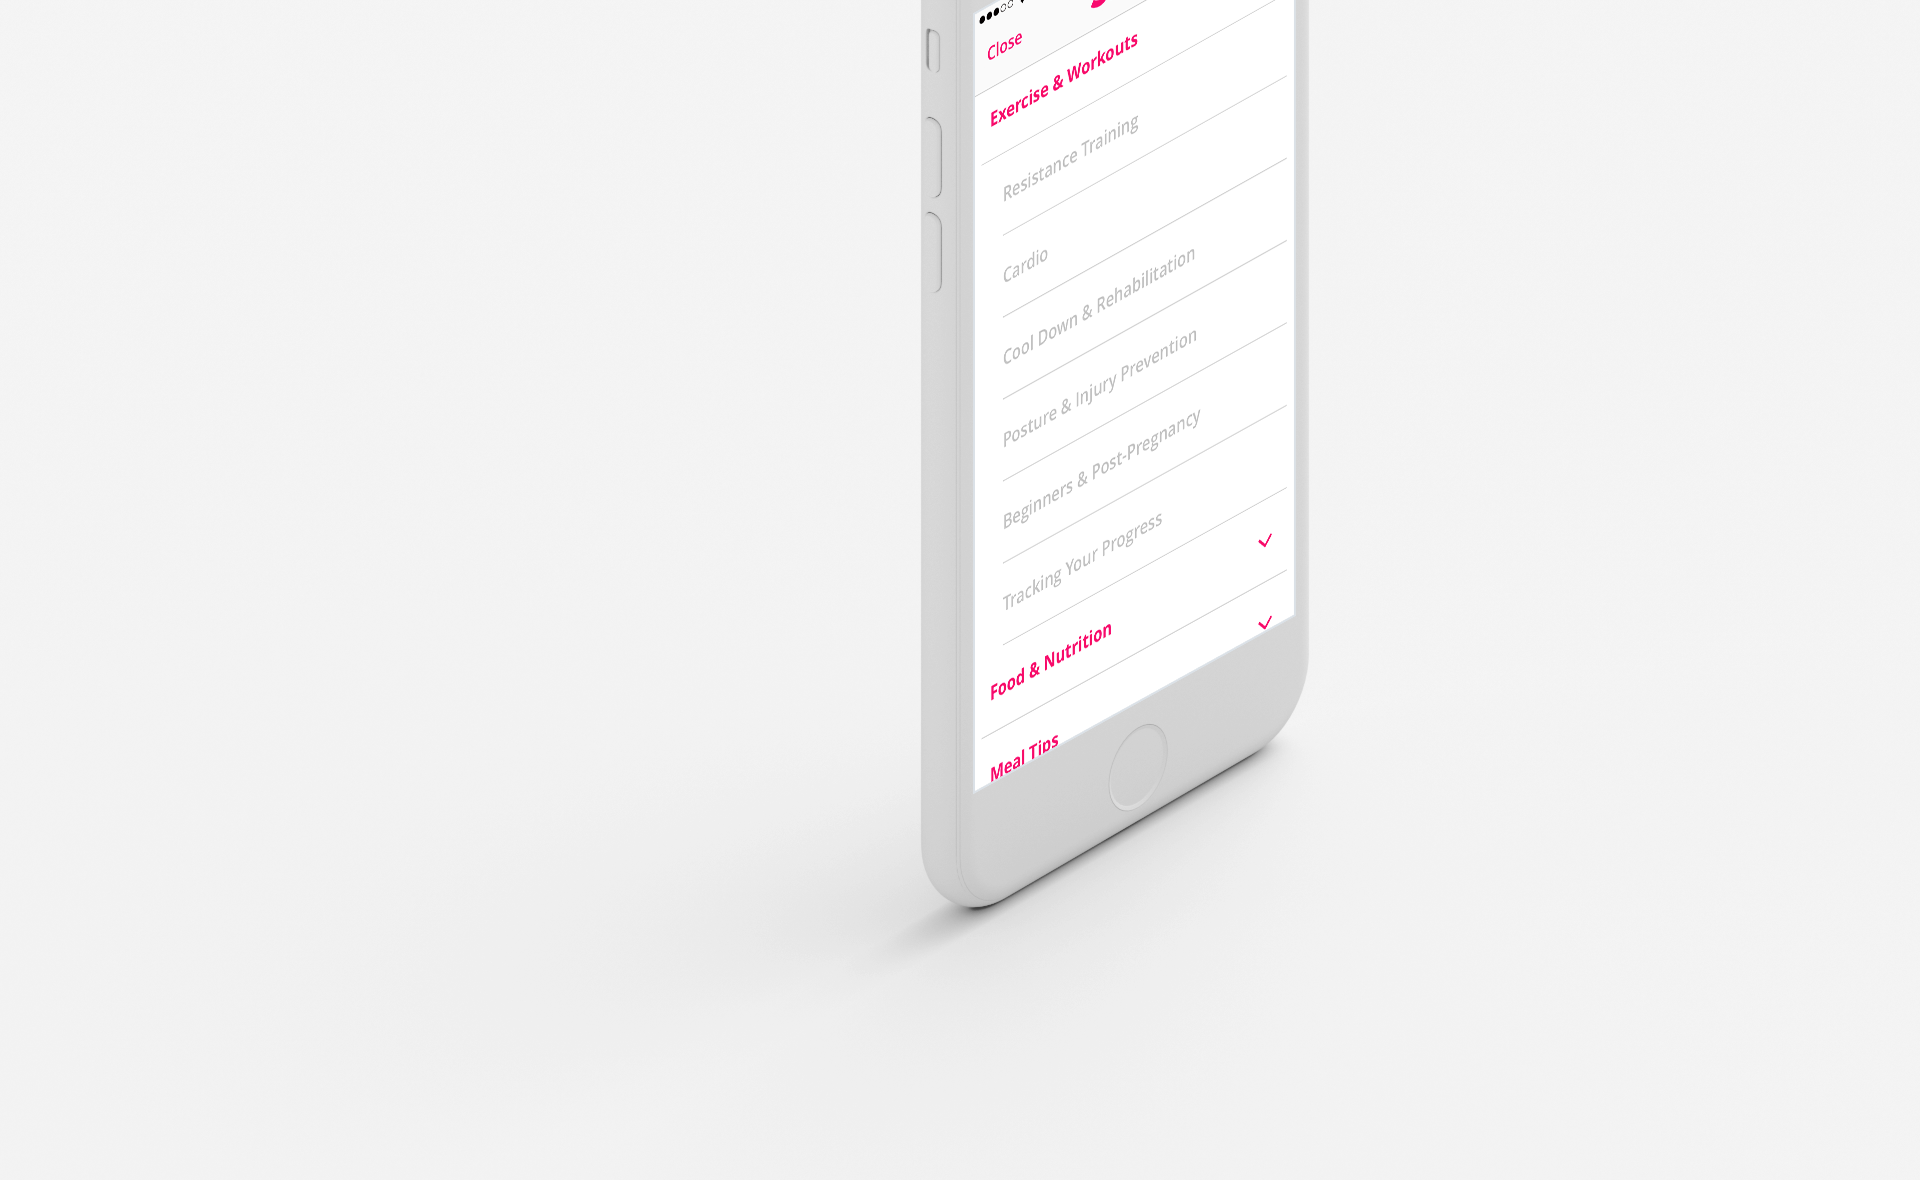 Close
Exercise & Workouts
Resistance Training
Cardio
Cool Down & Rehabilitation
Posture & Injury Prevention
Beginners & Post-Pregnancy
Tracking Your Progress
Food & Nutrition
Meal Tips